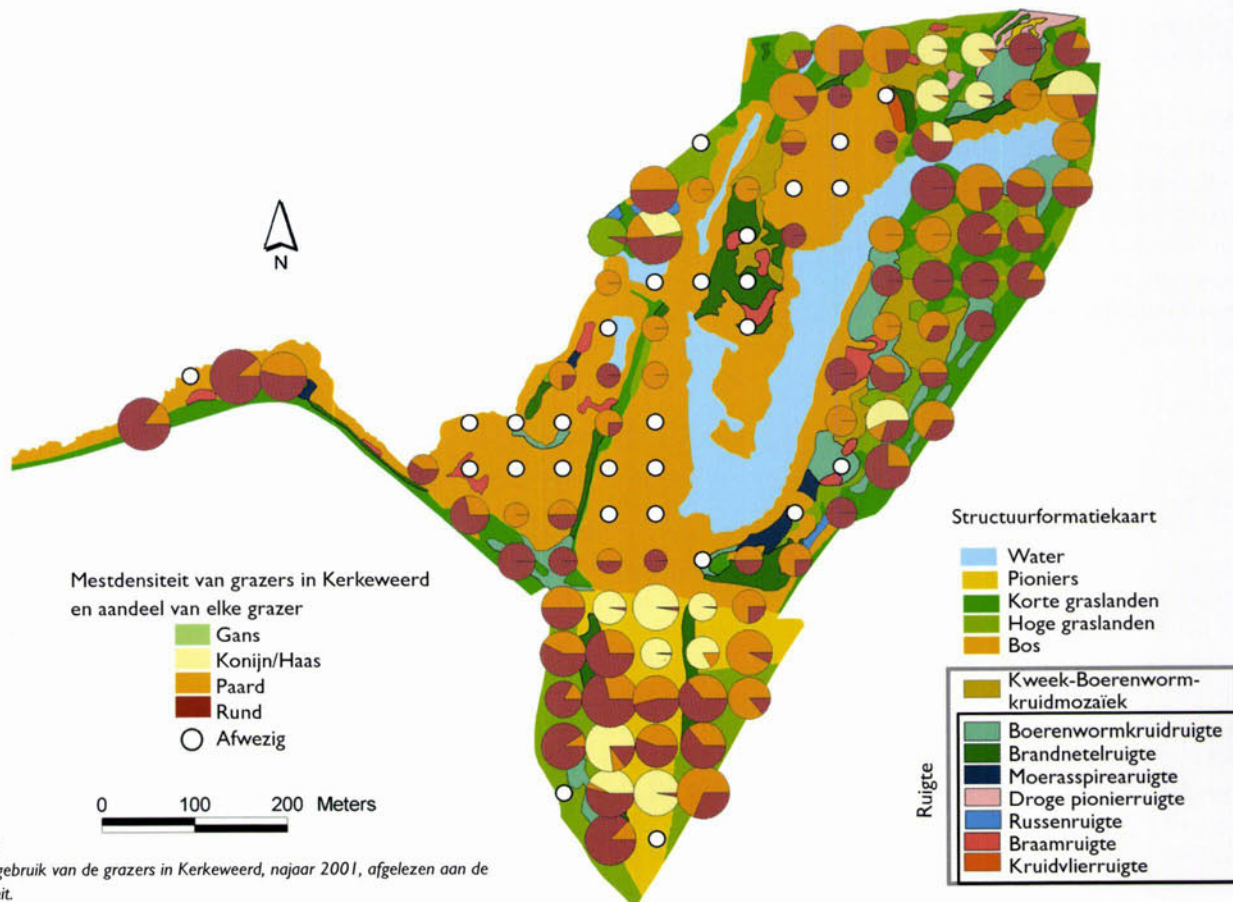 N
Mestdensiteit van grazers in Kerkeweerd
en aandeel van elke grazer
Gans
Konijn/Haas
Paard
Rund
Afwezig
0 100 200 Meters
gebruik van de grazers in Kerkeweerd, najaar 2001, afgelezen aan de
Structuurformatiekaart
Water
Pioniers
Korte graslanden
Hoge graslanden
Bos
Kweek-Boerenworm-
kruidmozaïek
Ruigte
Boerenwormkruidruigte
Brandnetelruigte
Moerasspirearuigte
Droge pionierruigte
Russenruigte
Braamruigte
Kruidvlierruigte